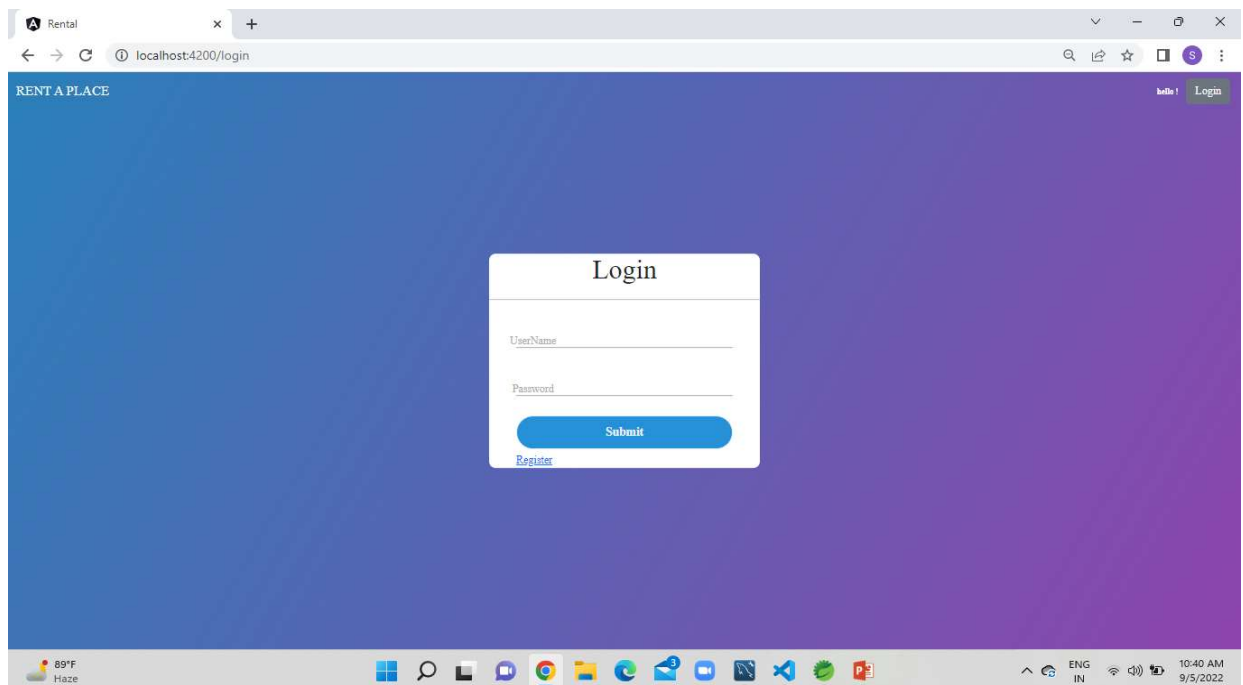 Rental
localhost:4200/login
S
RENT A PLACE
hello !
Login
Login
UserName
Password
Submit
Register
89°F
Haze
3
ENG
IN
10:40 AM
9/5/2022